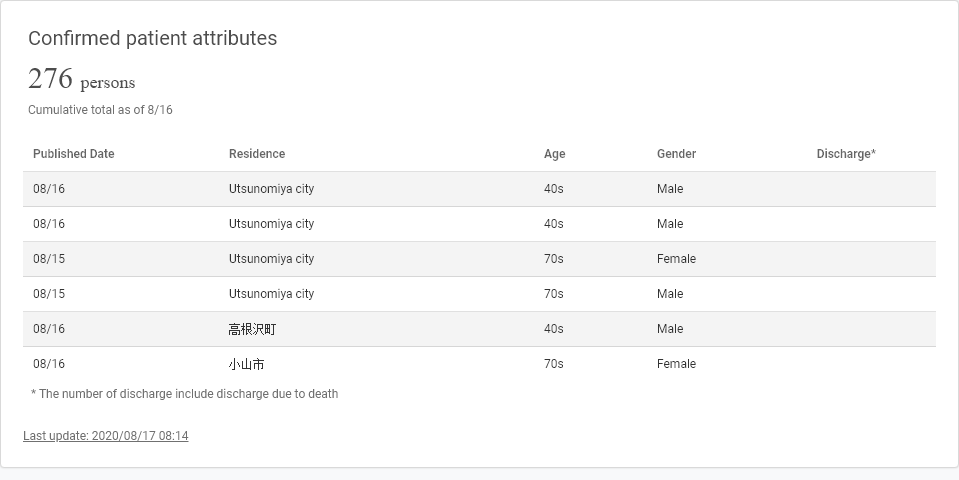 Confirmed patient attributes
276 persons
Cumulative total as of 8/16
Published Date Residence Age Gender Discharge*
08/16 Utsunomiya city 40s Male
08/16 Utsunomiya city 40s Male
08/15 Utsunomiya city 70s Female
08/15 Utsunomiya city 70s Male
08/16 高根沢町 40s Male
08/16 小山市 70s Female
* The number of discharge include discharge due to death
Last update: 2020/08/17 08:14